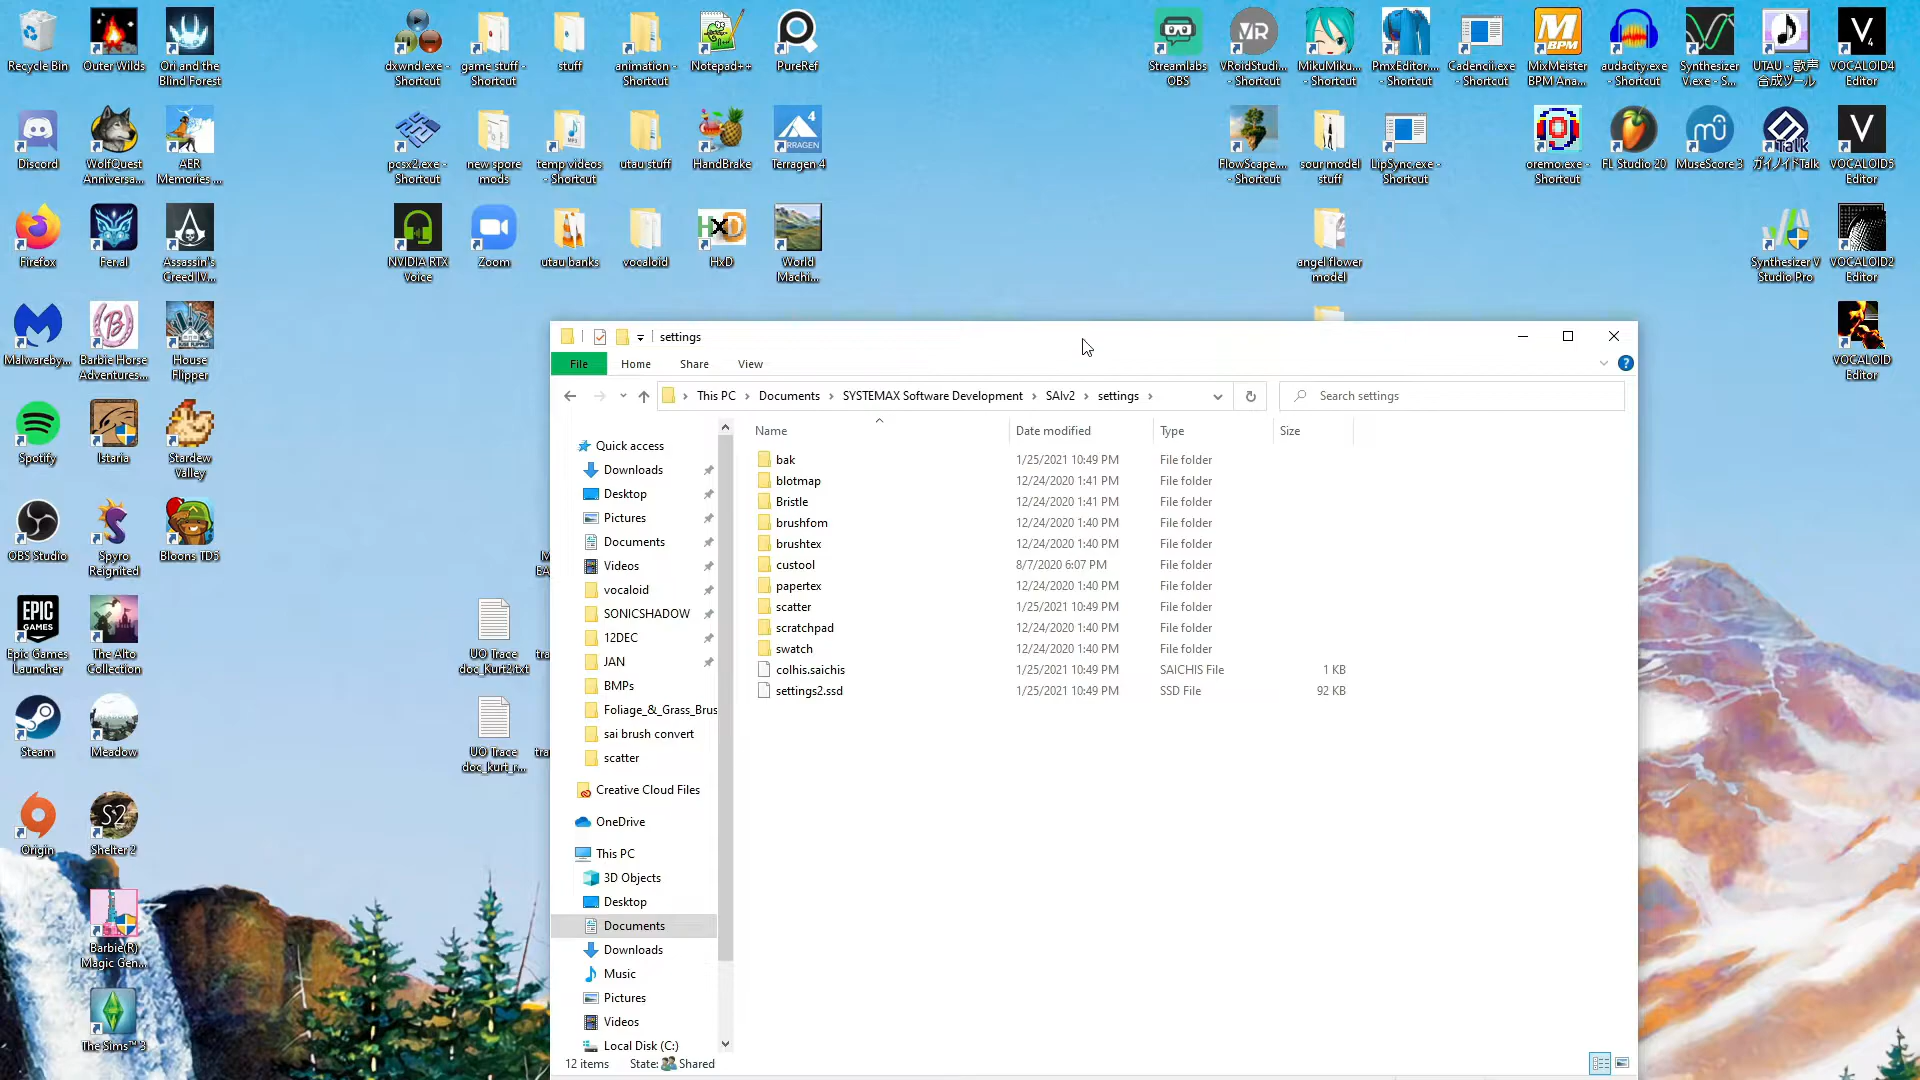 Recycle Bin
Outer Wilds
Ori and the
Blind Forest
dxwnd.exe -
Shortcut
game stuff -
Shortcut
stuff
animation -
Shortcut
Notepad++
PureRef
Streamlabs
OBS
VRoidStudi...
- Shortcut
MikuMiku...
- Shortcut
PmxEditor....
- Shortcut
Cadencii.exe
- Shortcut
MixMeister
BPM Ana...
audacity.exe
- Shortcut
Synthesizer
V.exe - S...
UTAU - 歌声
合成ツール
VOCALOID4
Editor
Discord
WolfQuest
Anniversa...
AER
Memories ...
pcsx2.exe -
Shortcut
new spore
mods
temp videos
- Shortcut
utau stuff
HandBrake
Terragen 4
FlowScape....
- Shortcut
sour model
stuff
LipSync.exe -
Shortcut
oremo.exe -
Shortcut
FL Studio 20
MuseScore 3
ガイノイドTalk
VOCALOID5
Editor
Firefox
Feral
Assassin's
Creed IV...
NVIDIA RTX
Voice
Zoom
utau banks
vocaloid
HxD
World
Machi...
angel flower
model
Synthesizer V
Studio Pro
VOCALOID2
Editor
Malwareby...
Barbie Horse
Adventures...
House
Flipper
VOCALOID
Editor
Spotify
Istaria
Stardew
Valley
OBS Studio
Spyro
Reignited
Bloons TD5
Epic Games
Launcher
The Alto
Collection
UO Trace
doc_Kurt2.txt
Steam
Meadow
UO Trace
doc_kurt_r...
Origin
Shelter 2
Barbie(R)
Magic Gen...
The Sims™ 3
settings
File
Home
Share
View
This PC
Documents
SYSTEMAX Software Development
SAIv2
settings
Search settings
Name
Date modified
Type
Size
Quick access
Downloads
Desktop
Pictures
Documents
Videos
vocaloid
SONICSHADOW
12DEC
JAN
BMPs
Foliage_&_Grass_Brus
sai brush convert
scatter
Creative Cloud Files
OneDrive
This PC
3D Objects
Desktop
Documents
Downloads
Music
Pictures
Videos
Local Disk (C:)
bak 1/25/2021 10:49 PM File folder
blotmap 12/24/2020 1:41 PM File folder
Bristle 12/24/2020 1:41 PM File folder
brushfom 12/24/2020 1:40 PM File folder
brushtex 12/24/2020 1:40 PM File folder
custool 8/7/2020 6:07 PM File folder
papertex 12/24/2020 1:40 PM File folder
scatter 1/25/2021 10:49 PM File folder
scratchpad 12/24/2020 1:40 PM File folder
swatch 12/24/2020 1:40 PM File folder
colhis.saichis 1/25/2021 10:49 PM SAICHIS File 1 KB
settings2.ssd 1/25/2021 10:49 PM SSD File 92 KB
12 items
State: Shared